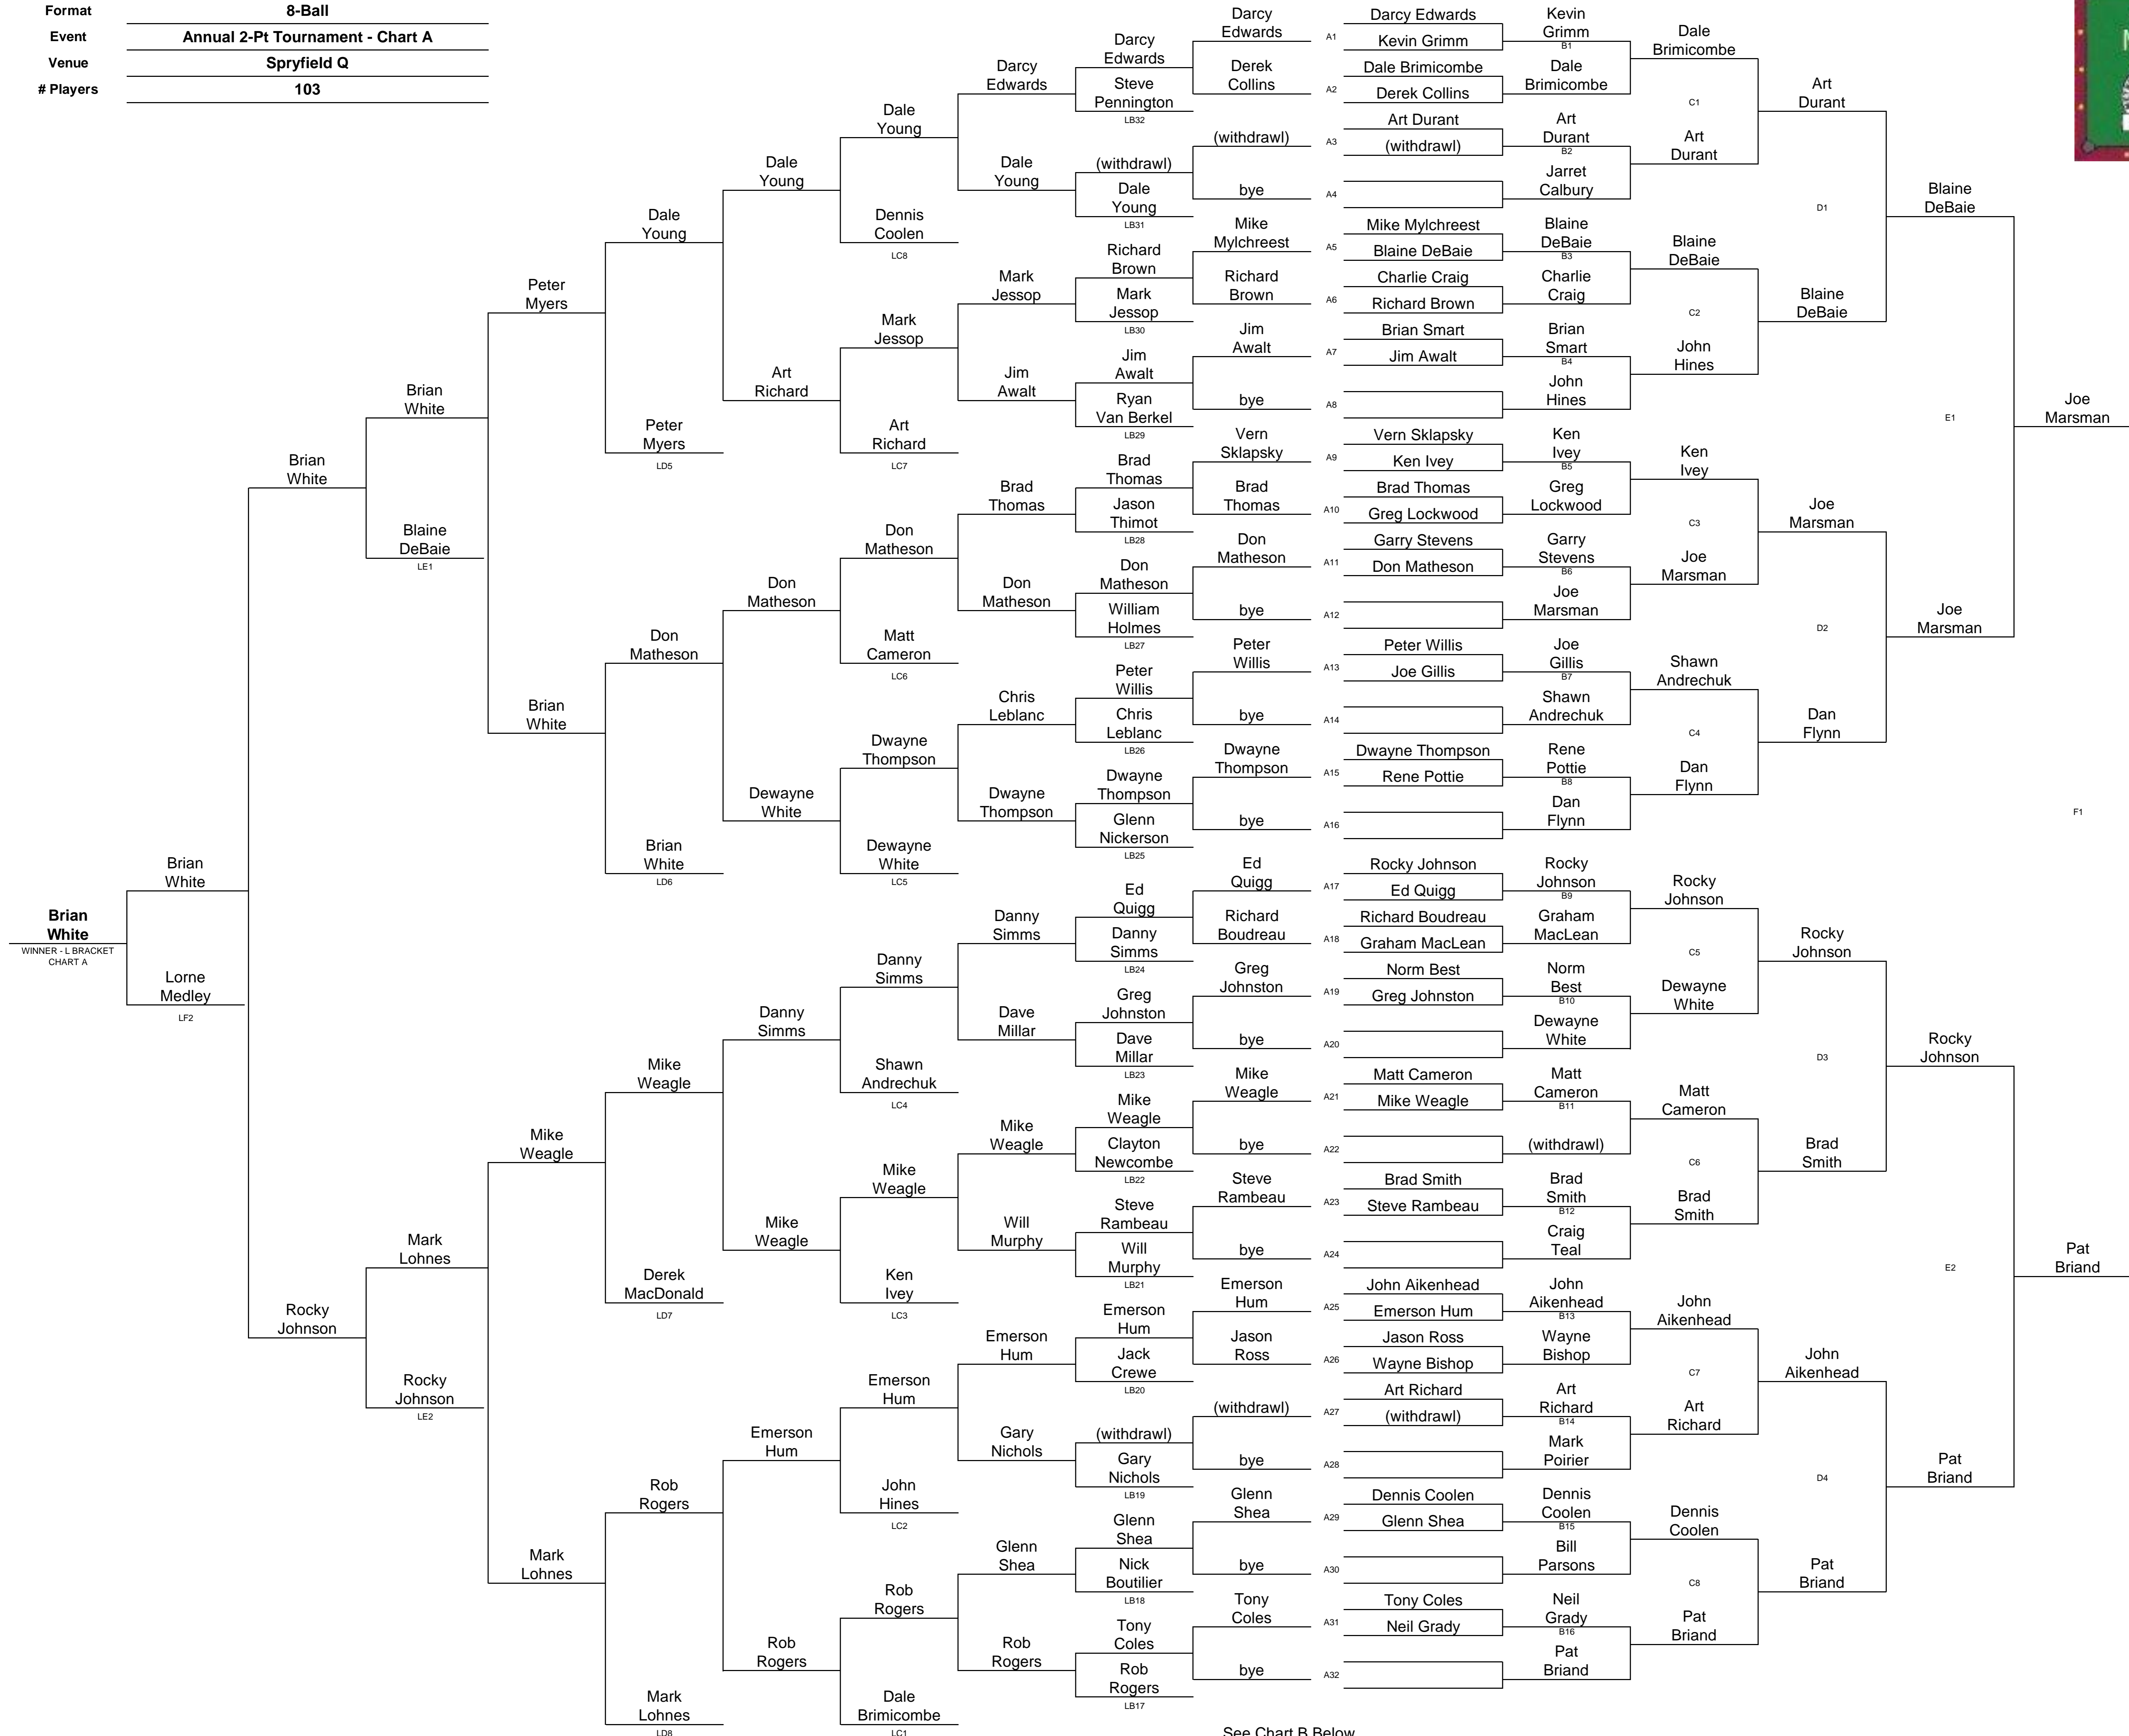 Format 8-Ball
Event Annual 2-Pt Tournament - Chart A
Venue Spryfield Q
# Players 103
Brian
White
WINNER - L BRACKET
CHART A
Brian
White
Lorne
Medley
LF2
Brian
White
Rocky
Johnson
Brian
White
Blaine
DeBaie
LE1
Mark
Lohnes
Rocky
Johnson
LE2
Peter
Myers
Brian
White
Mike
Weagle
Mark
Lohnes
Dale
Young
Peter
Myers
LD5
Don
Matheson
Brian
White
LD6
Mike
Weagle
Derek
MacDonald
LD7
Rob
Rogers
Mark
Lohnes
LD8
Dale
Young
Art
Richard
Don
Matheson
Dewayne
White
Danny
Simms
Mike
Weagle
Emerson
Hum
Rob
Rogers
Dale
Young
Dennis
Coolen
LC8
Mark
Jessop
Art
Richard
LC7
Don
Matheson
Matt
Cameron
LC6
Dwayne
Thompson
Dewayne
White
LC5
Danny
Simms
Shawn
Andrechuk
LC4
Mike
Weagle
Ken
Ivey
LC3
Emerson
Hum
John
Hines
LC2
Rob
Rogers
Dale
Brimicombe
LC1
Darcy
Edwards
Dale
Young
Mark
Jessop
Jim
Awalt
Brad
Thomas
Don
Matheson
Chris
Leblanc
Dwayne
Thompson
Danny
Simms
Dave
Millar
Mike
Weagle
Will
Murphy
Emerson
Hum
Gary
Nichols
Glenn
Shea
Rob
Rogers
Darcy
Edwards
Steve
Pennington
LB32
(withdrawl)
Dale
Young
LB31
Richard
Brown
Mark
Jessop
LB30
Jim
Awalt
Ryan
Van Berkel
LB29
Brad
Thomas
Jason
Thimot
LB28
Don
Matheson
William
Holmes
LB27
Peter
Willis
Chris
Leblanc
LB26
Dwayne
Thompson
Glenn
Nickerson
LB25
Ed
Quigg
Danny
Simms
LB24
Greg
Johnston
Dave
Millar
LB23
Mike
Weagle
Clayton
Newcombe
LB22
Steve
Rambeau
Will
Murphy
LB21
Emerson
Hum
Jack
Crewe
LB20
(withdrawl)
Gary
Nichols
LB19
Glenn
Shea
Nick
Boutilier
LB18
Tony
Coles
Rob
Rogers
LB17
Darcy
Edwards
Derek
Collins
(withdrawl)
bye
Mike
Mylchreest
Richard
Brown
Jim
Awalt
bye
Vern
Sklapsky
Brad
Thomas
Don
Matheson
bye
Peter
Willis
bye
Dwayne
Thompson
bye
Ed
Quigg
Richard
Boudreau
Greg
Johnston
bye
Mike
Weagle
bye
Steve
Rambeau
bye
Emerson
Hum
Jason
Ross
(withdrawl)
bye
Glenn
Shea
bye
Tony
Coles
bye
See Chart B Below
A1
A2
A3
A4
A5
A6
A7
A8
A9
A10
A11
A12
A13
A14
A15
A16
A17
A18
A19
A20
A21
A22
A23
A24
A25
A26
A27
A28
A29
A30
A31
A32
Darcy Edwards
Kevin Grimm
Dale Brimicombe
Derek Collins
Art Durant
(withdrawl)
Mike Mylchreest
Blaine DeBaie
Charlie Craig
Richard Brown
Brian Smart
Jim Awalt
Vern Sklapsky
Ken Ivey
Brad Thomas
Greg Lockwood
Garry Stevens
Don Matheson
Peter Willis
Joe Gillis
Dwayne Thompson
Rene Pottie
Rocky Johnson
Ed Quigg
Richard Boudreau
Graham MacLean
Norm Best
Greg Johnston
Matt Cameron
Mike Weagle
Brad Smith
Steve Rambeau
John Aikenhead
Emerson Hum
Jason Ross
Wayne Bishop
Art Richard
(withdrawl)
Dennis Coolen
Glenn Shea
Tony Coles
Neil Grady
Kevin
Grimm
B1
Dale
Brimicombe
Art
Durant
B2
Jarret
Calbury
Blaine
DeBaie
B3
Charlie
Craig
Brian
Smart
B4
John
Hines
Ken
Ivey
B5
Greg
Lockwood
Garry
Stevens
B6
Joe
Marsman
Joe
Gillis
B7
Shawn
Andrechuk
Rene
Pottie
B8
Dan
Flynn
Rocky
Johnson
B9
Graham
MacLean
Norm
Best
B10
Dewayne
White
Matt
Cameron
B11
(withdrawl)
Brad
Smith
B12
Craig
Teal
John
Aikenhead
B13
Wayne
Bishop
Art
Richard
B14
Mark
Poirier
Dennis
Coolen
B15
Bill
Parsons
Neil
Grady
B16
Pat
Briand
Dale
Brimicombe
C1
Art
Durant
Blaine
DeBaie
C2
John
Hines
Ken
Ivey
C3
Joe
Marsman
Shawn
Andrechuk
C4
Dan
Flynn
Rocky
Johnson
C5
Dewayne
White
Matt
Cameron
C6
Brad
Smith
John
Aikenhead
C7
Art
Richard
Dennis
Coolen
C8
Pat
Briand
Art
Durant
D1
Blaine
DeBaie
Joe
Marsman
D2
Dan
Flynn
Rocky
Johnson
D3
Brad
Smith
John
Aikenhead
D4
Pat
Briand
Blaine
DeBaie
E1
Joe
Marsman
Rocky
Johnson
E2
Pat
Briand
Joe
Marsman
F1
Pat
Briand